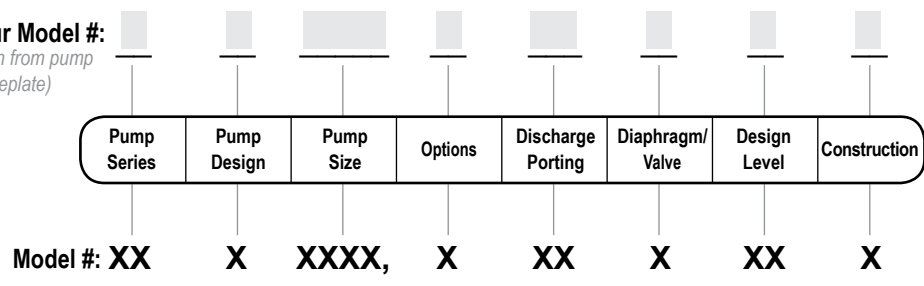 ur Model #:
n from pump
eplate)
Pump Series
Pump Design
Pump Size
Options
Discharge Porting
Diaphragm/ Valve
Design Level
Construction
Model #: XX X XXXX, X XX X XX X